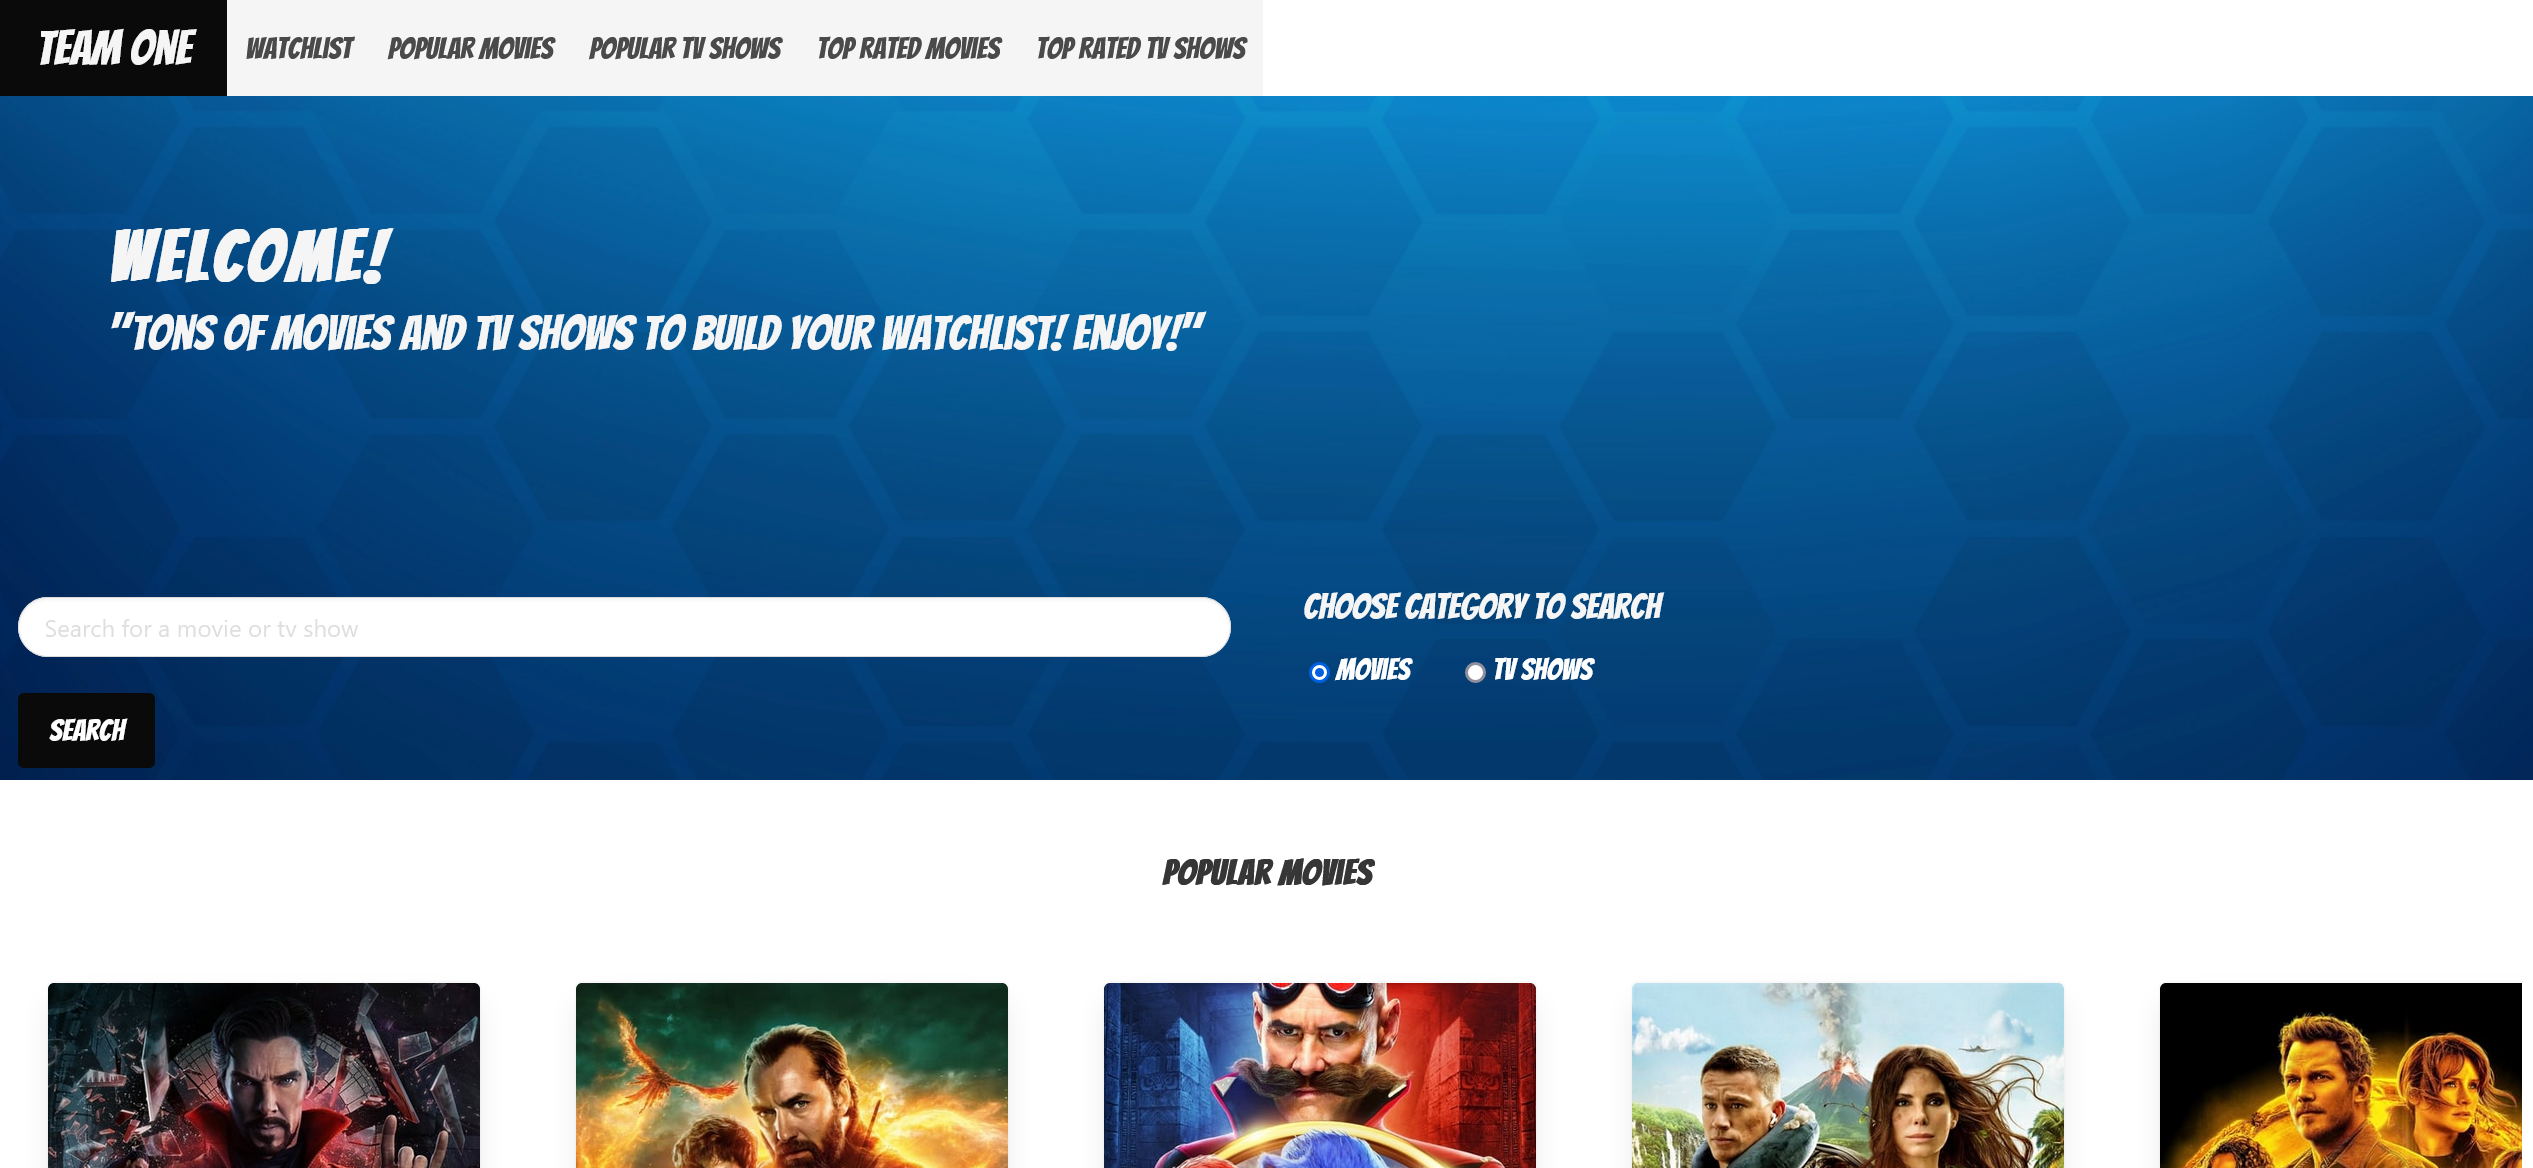 TEAM ONE
WATCHLIST POPULAR MOVIES POPULAR TV SHOWS TOP RATED MOVIES TOP RATED TV SHOWS
WELCOME!
"TONS OF MOVIES AND TV SHOWS TO BUILD YOUR WATCHLIST! ENJOY!"
Search for a movie or tv show
CHOOSE CATEGORY TO SEARCH
MOVIES TV SHOWS
SEARCH
POPULAR MOVIES